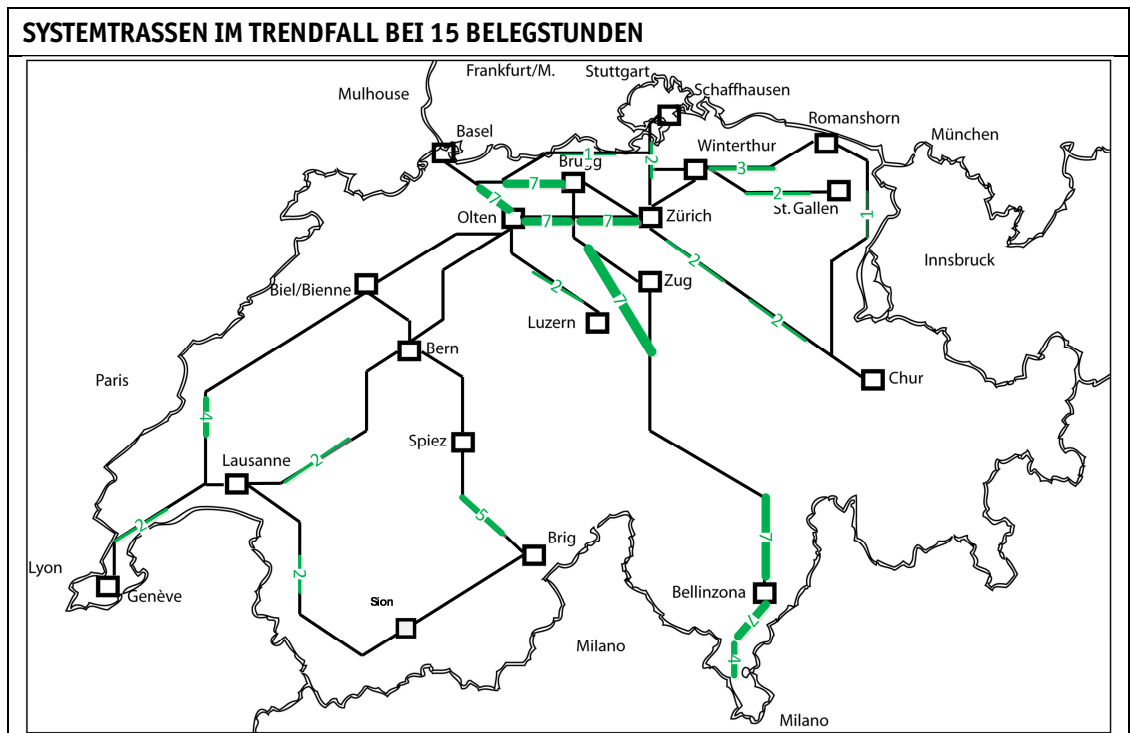 SYSTEMTRASSEN IM TRENDFALL BEI 15 BELEGSTUNDEN
Frankfurt/M.
Stuttgart
Mulhouse
Schaffhausen
Romanshorn
Basel
München
Winterthur
1
2
Brugg
3
7
7
2
St. Gallen
Olten
7
7
Zürich
1
2
Innsbruck
Biel/Bienne
2
Zug
7
Luzern
2
Bern
Paris
Chur
4
Spiez
Lausanne
2
5
2
7
Brig
Lyon
2
Genève
Bellinzona
Sion
7
Milano
4
Milano